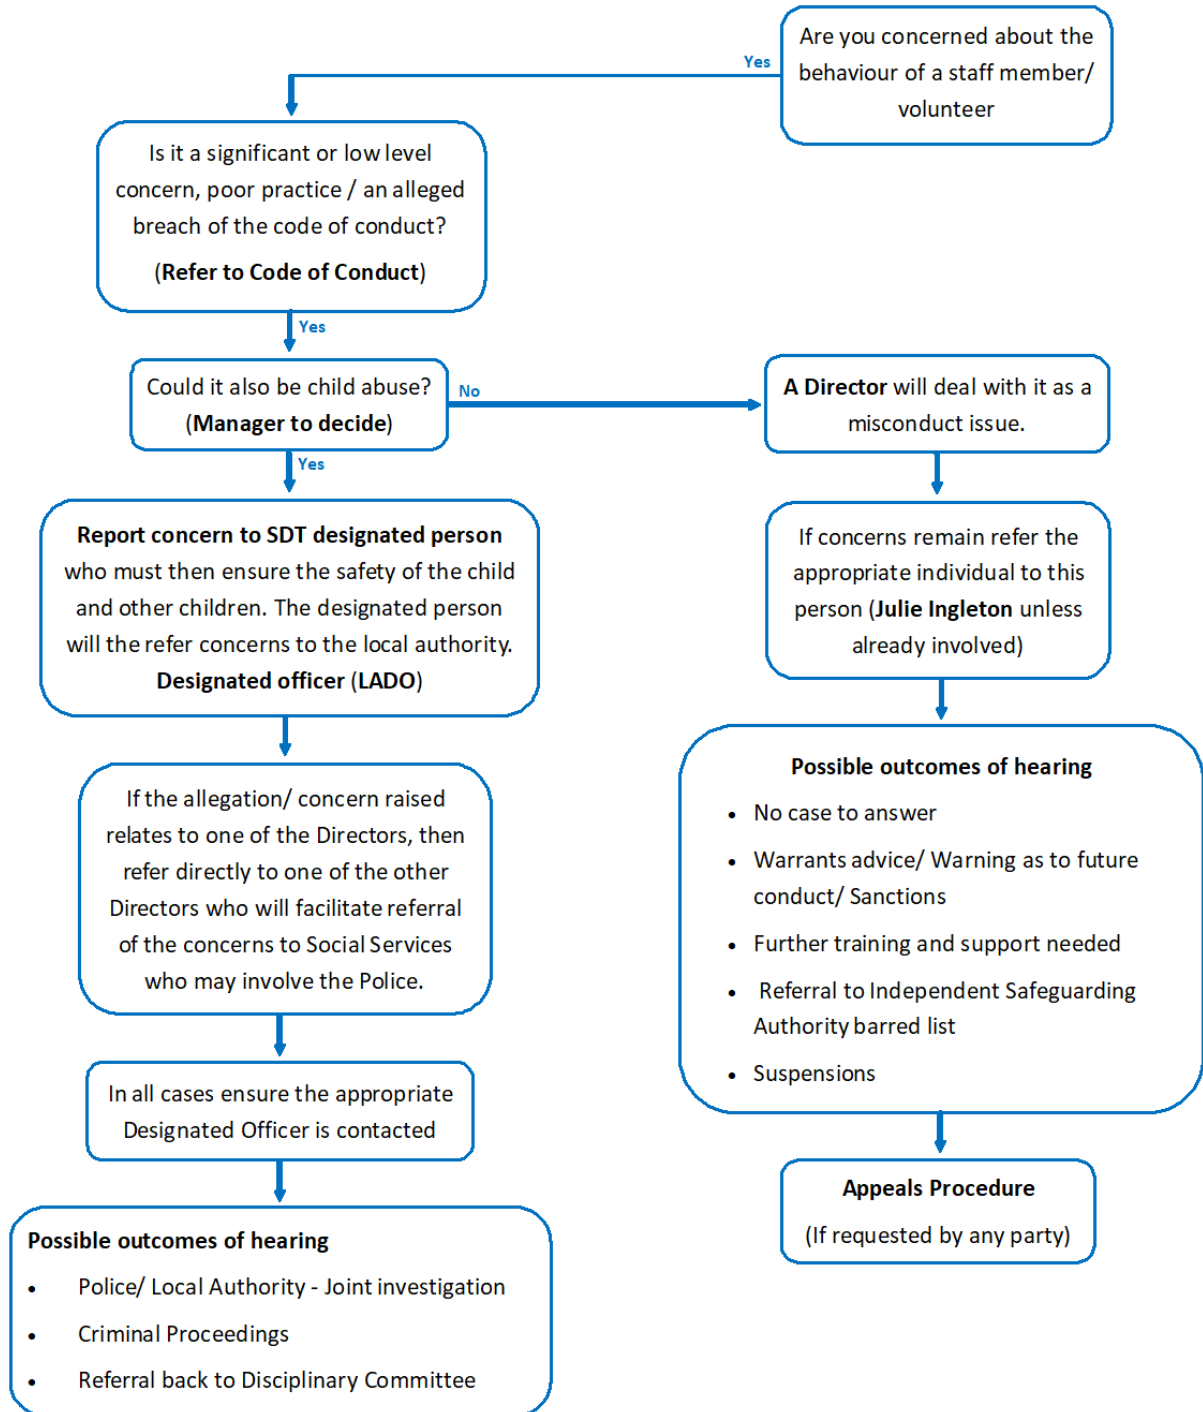 Are you concerned about the
behaviour of a staff member/
volunteer
Yes
Is it a significant or low level
concern, poor practice / an alleged
breach of the code of conduct?
(Refer to Code of Conduct)
Yes
Could it also be child abuse?
(Manager to decide)
No
A Director will deal with it as a
misconduct issue.
Yes
Report concern to SDT designated person
who must then ensure the safety of the child
and other children. The designated person
will the refer concerns to the local authority.
Designated officer (LADO)
If concerns remain refer the
appropriate individual to this
person (Julie Ingleton unless
already involved)
If the allegation/ concern raised
relates to one of the Directors, then
refer directly to one of the other
Directors who will facilitate referral
of the concerns to Social Services
who may involve the Police.
Possible outcomes of hearing
• No case to answer
• Warrants advice/ Warning as to future
conduct/ Sanctions
• Further training and support needed
• Referral to Independent Safeguarding
Authority barred list
• Suspensions
In all cases ensure the appropriate
Designated Officer is contacted
Appeals Procedure
(If requested by any party)
Possible outcomes of hearing
• Police/ Local Authority - Joint investigation
• Criminal Proceedings
• Referral back to Disciplinary Committee